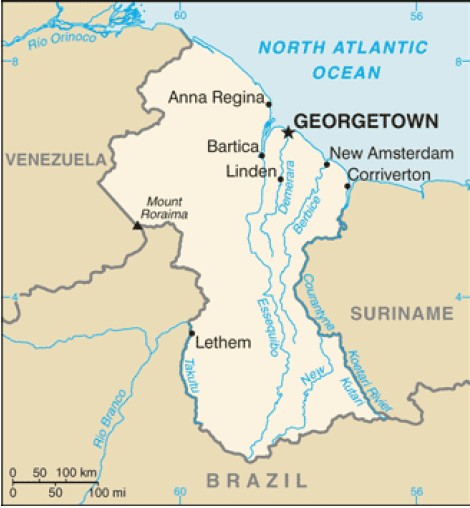 60
56
Rio Orinoco
NORTH ATLANTIC
OCEAN
8
8
Anna Regina
GEORGETOWN
Bartica
New Amsterdam
VENEZUELA
Linden
Demerara
Corriverton
Berbice
Mount
Roraima
4
4
Essequibo
Courantyne
SURINAME
Lethem
Takutu
New
Koetari Rivier
Kutari
Rio Branco
0 50 100 km
0 50 100 mi
BRAZIL
60
56